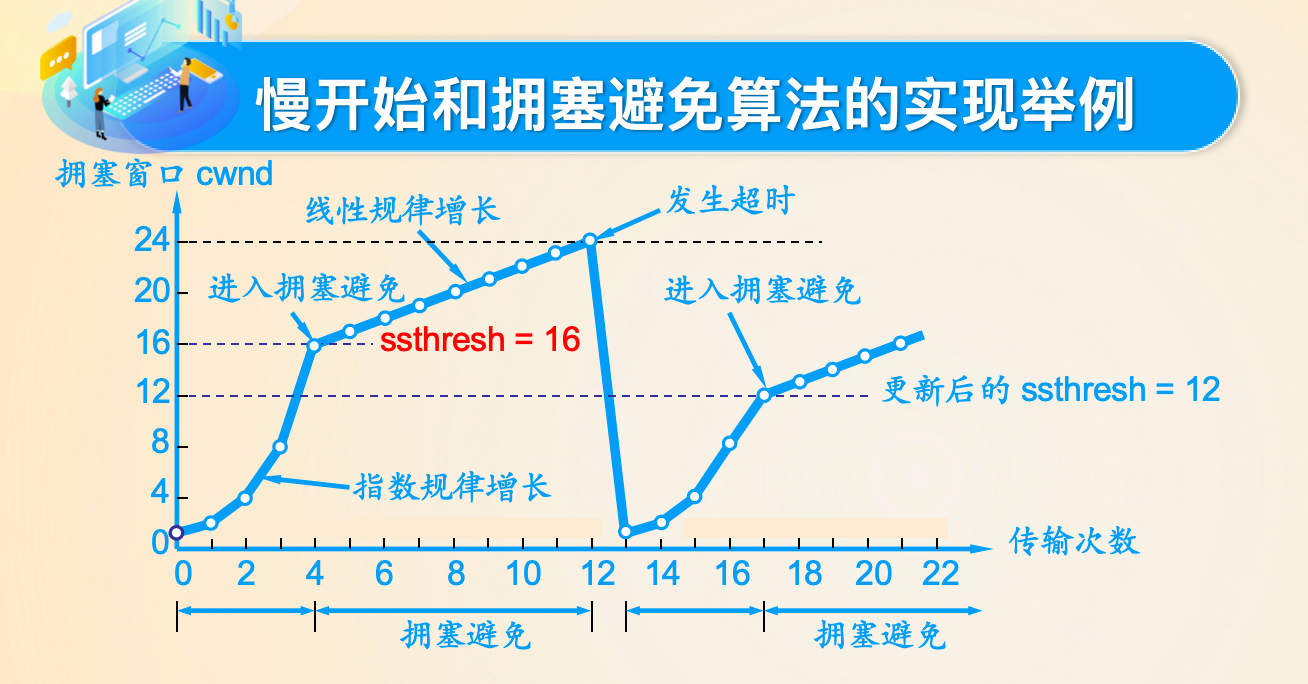 慢开始和拥塞避免算法的实现举例
拥塞窗口 cwnd
线性规律增长
发生超时
24
20
进入拥塞避免
进入拥塞避免
16
ssthresh = 16
12
更新后的 ssthresh = 12
8
4
指数规律增长
0
传输次数
0 2 4 6 8 10 12 14 16 18 20 22
拥塞避免
拥塞避免